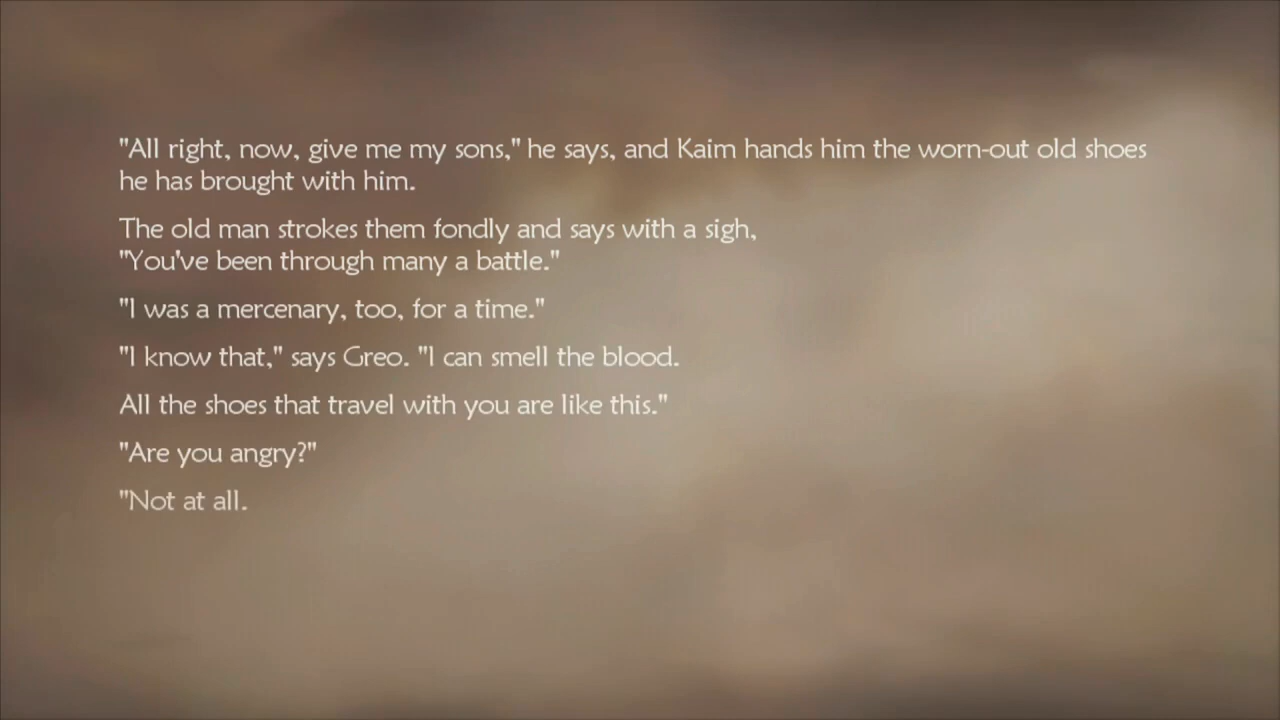 "All right, now, give me my sons," he says, and Kaim hands him the worn-out old shoes
he has brought with him.
The old man strokes them fondly and says with a sigh,
"You've been through many a battle."
"I was a mercenary, too, for a time."
"I know that," says Greo. "I can smell the blood.
All the shoes that travel with you are like this."
"Are you angry?"
"Not at all.